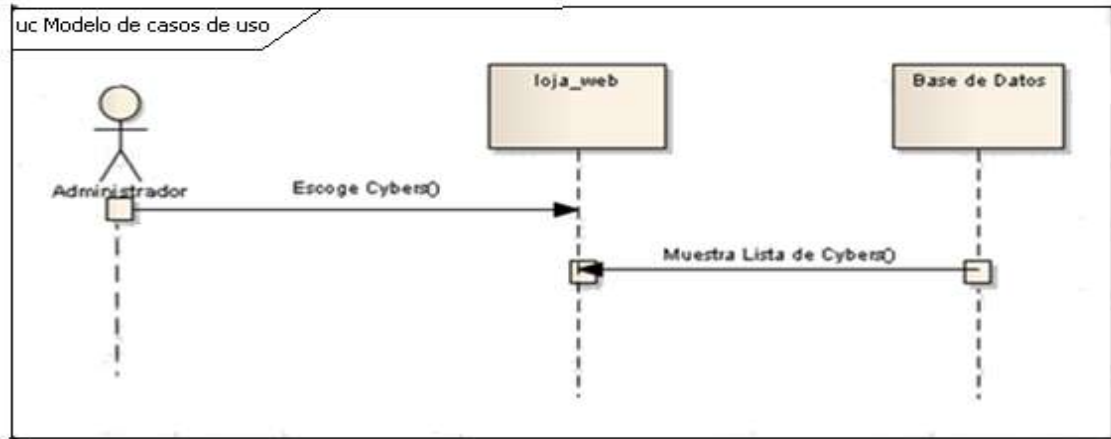 uc Modelo de casos de uso
loja_web
Base de Datos
Administrador
Escoge Cybers()
Muestra Lista de Cybers()